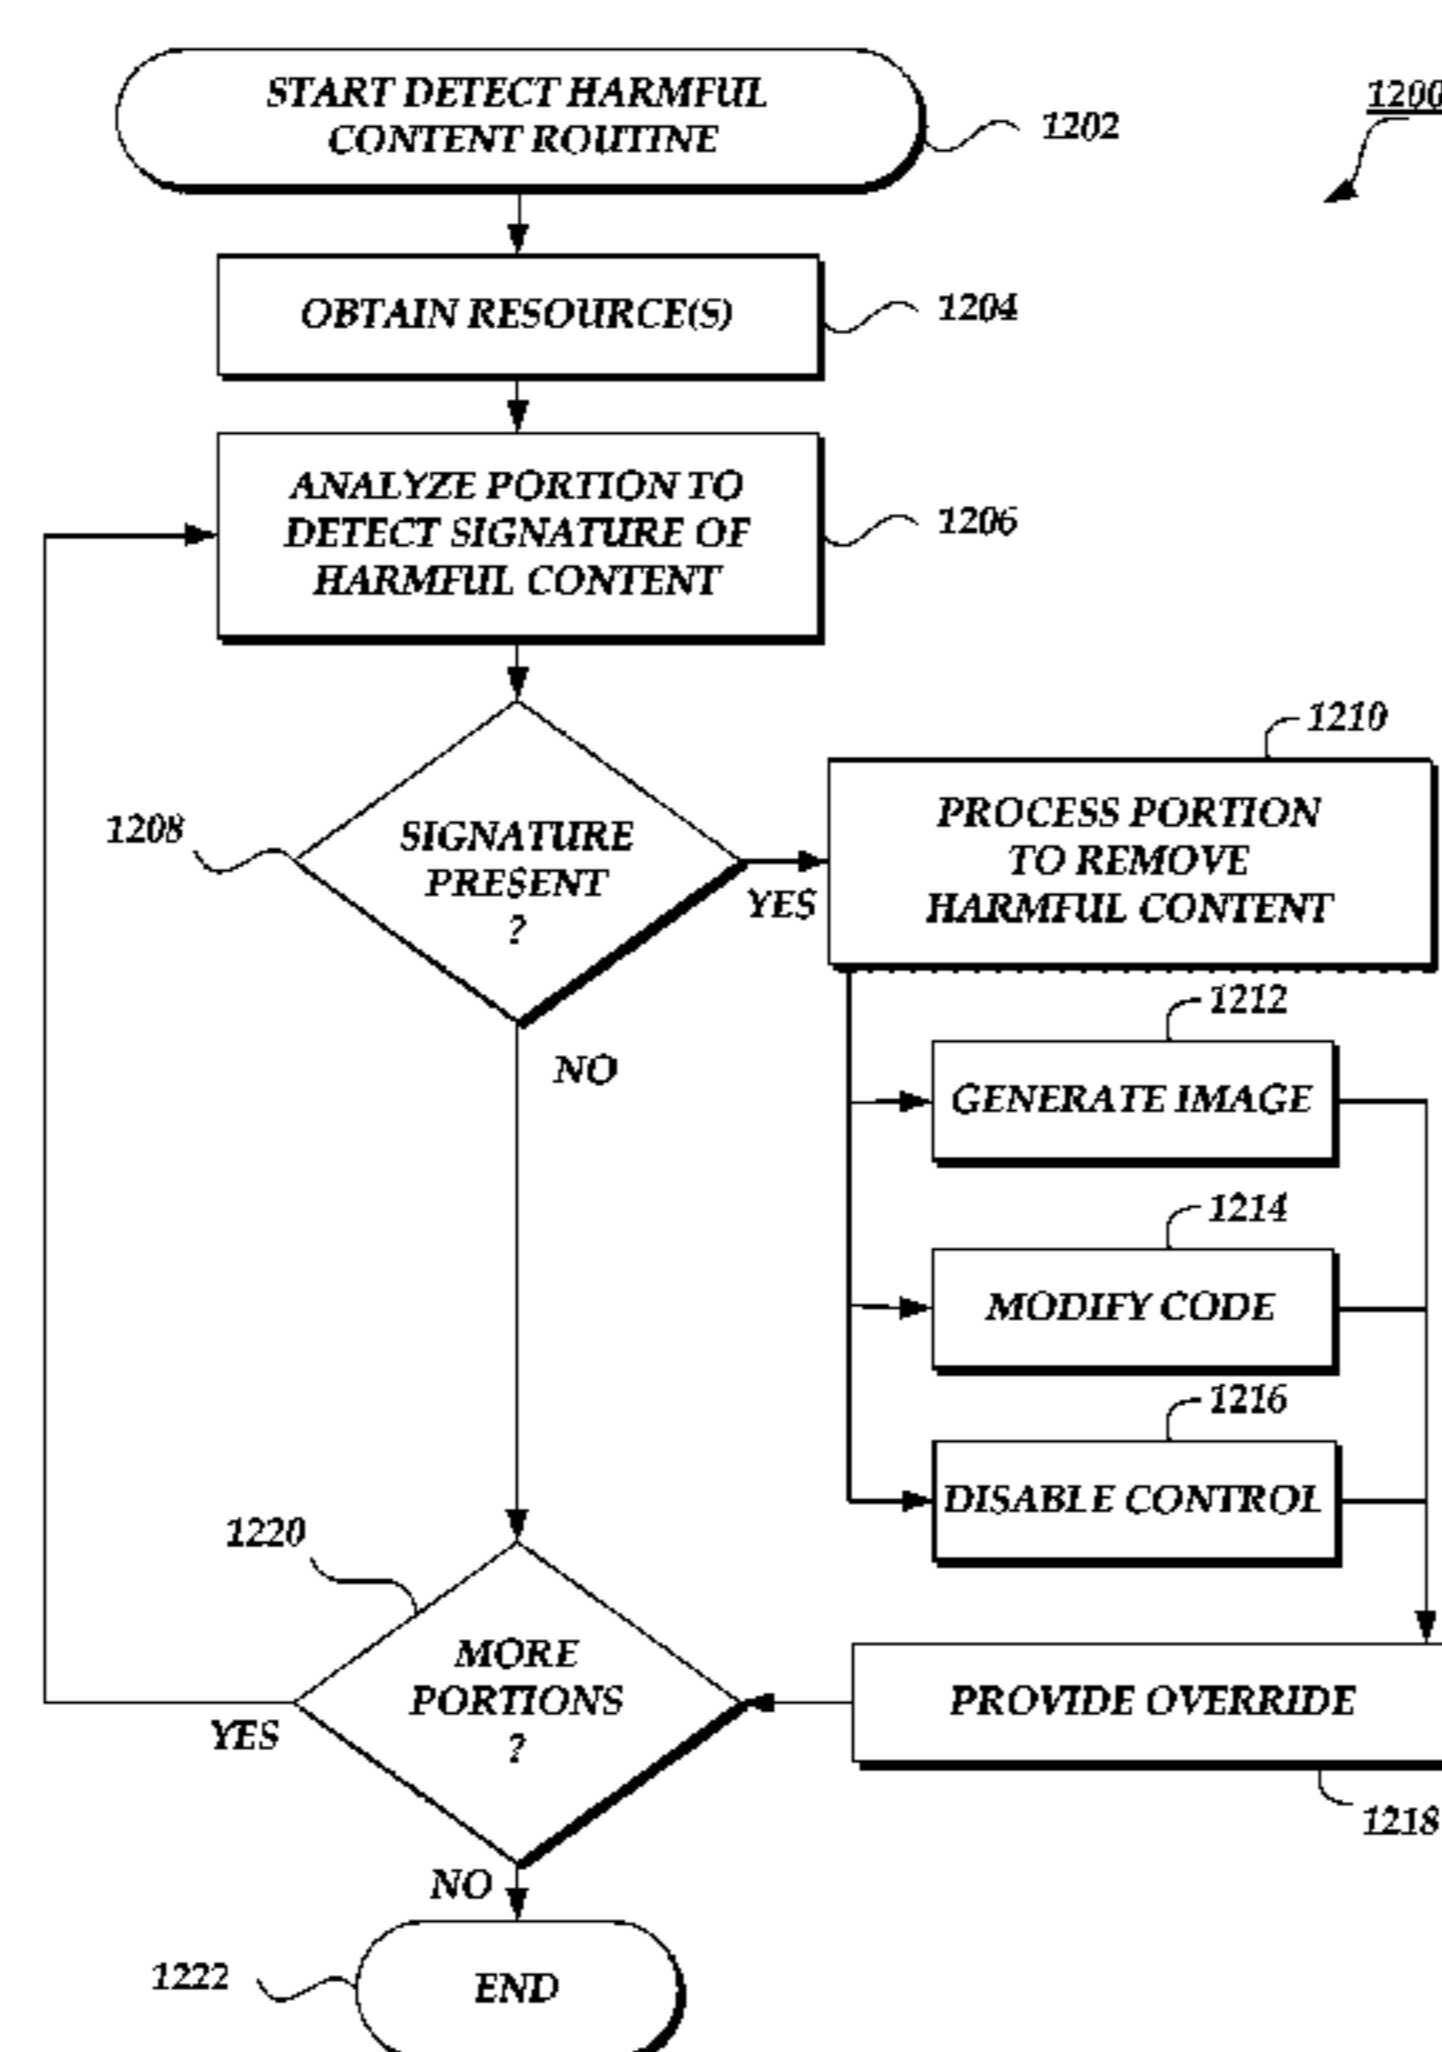 START DETECT HARMFUL
CONTENT ROUTINE
1202
1200
OBTAIN RESOURCE(S)
1204
ANALYZE PORTION TO
DETECT SIGNATURE OF
HARMFUL CONTENT
1206
1208
SIGNATURE
PRESENT
?
YES
NO
1210
PROCESS PORTION
TO REMOVE
HARMFUL CONTENT
1212
GENERATE IMAGE
1214
MODIFY CODE
1216
DISABLE CONTROL
1220
MORE
PORTIONS
?
YES
NO
PROVIDE OVERRIDE
1218
1222
END